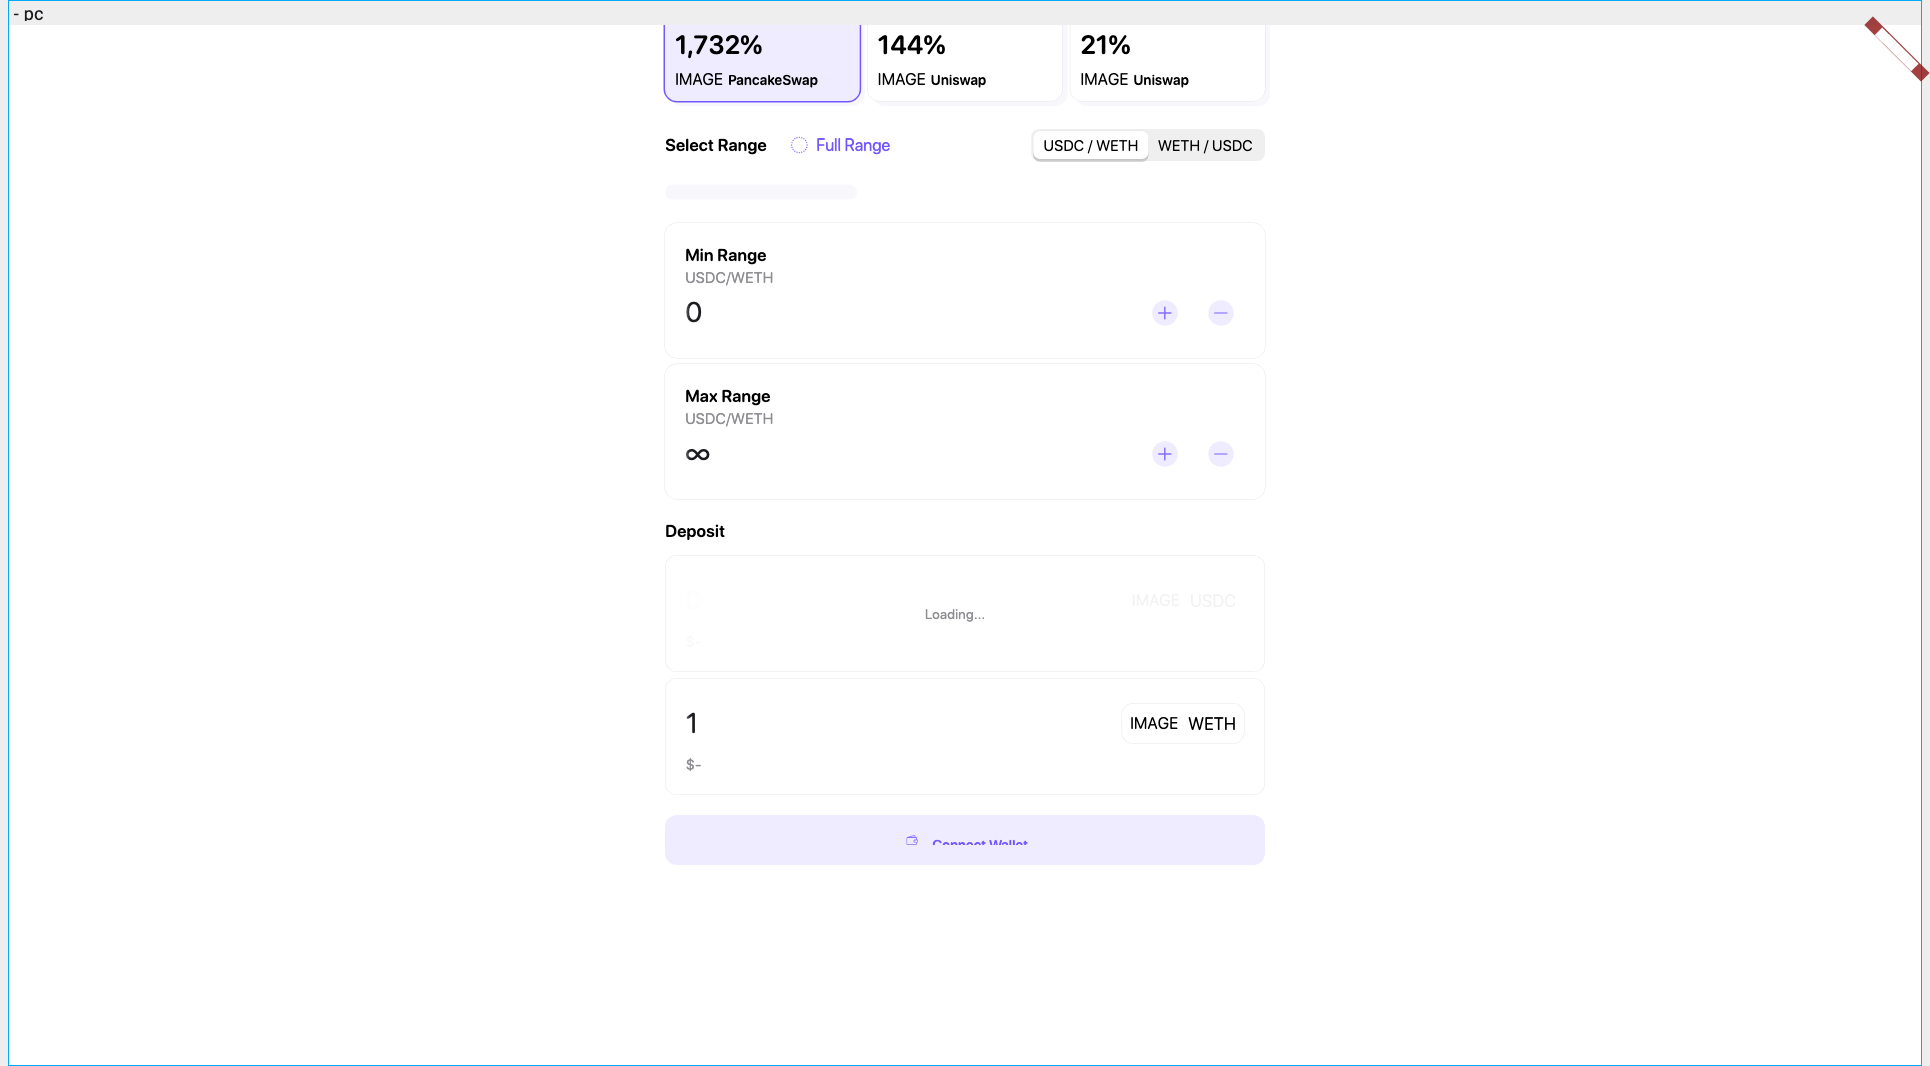 - pc
1,732% 144% 21%
IMAGE PancakeSwap IMAGE Uniswap IMAGE Uniswap
Select Range Full Range USDC / WETH WETH / USDC
Min Range
USDC/WETH
0
Max Range
USDC/WETH
∞
Deposit
IMAGE USDC
Loading...
$-
1 IMAGE WETH
$-
Connect Wallet